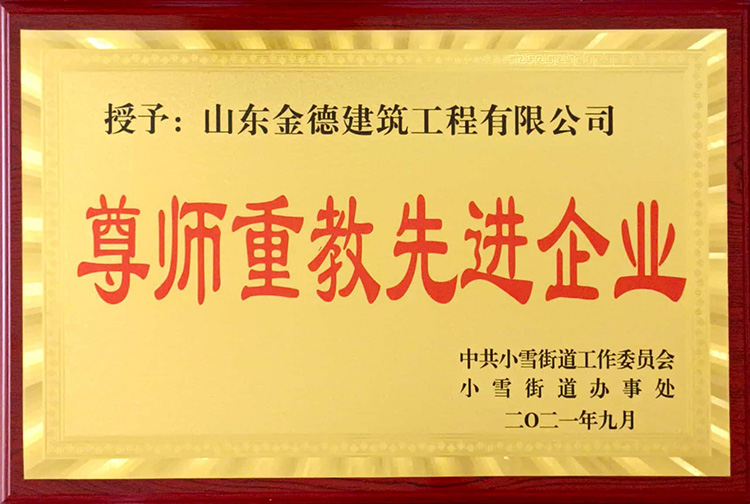 授予：山东金德建筑工程有限公司
尊师重教先进企业
中共小雪街道工作委员会
小雪街道办事处
二〇二一年九月